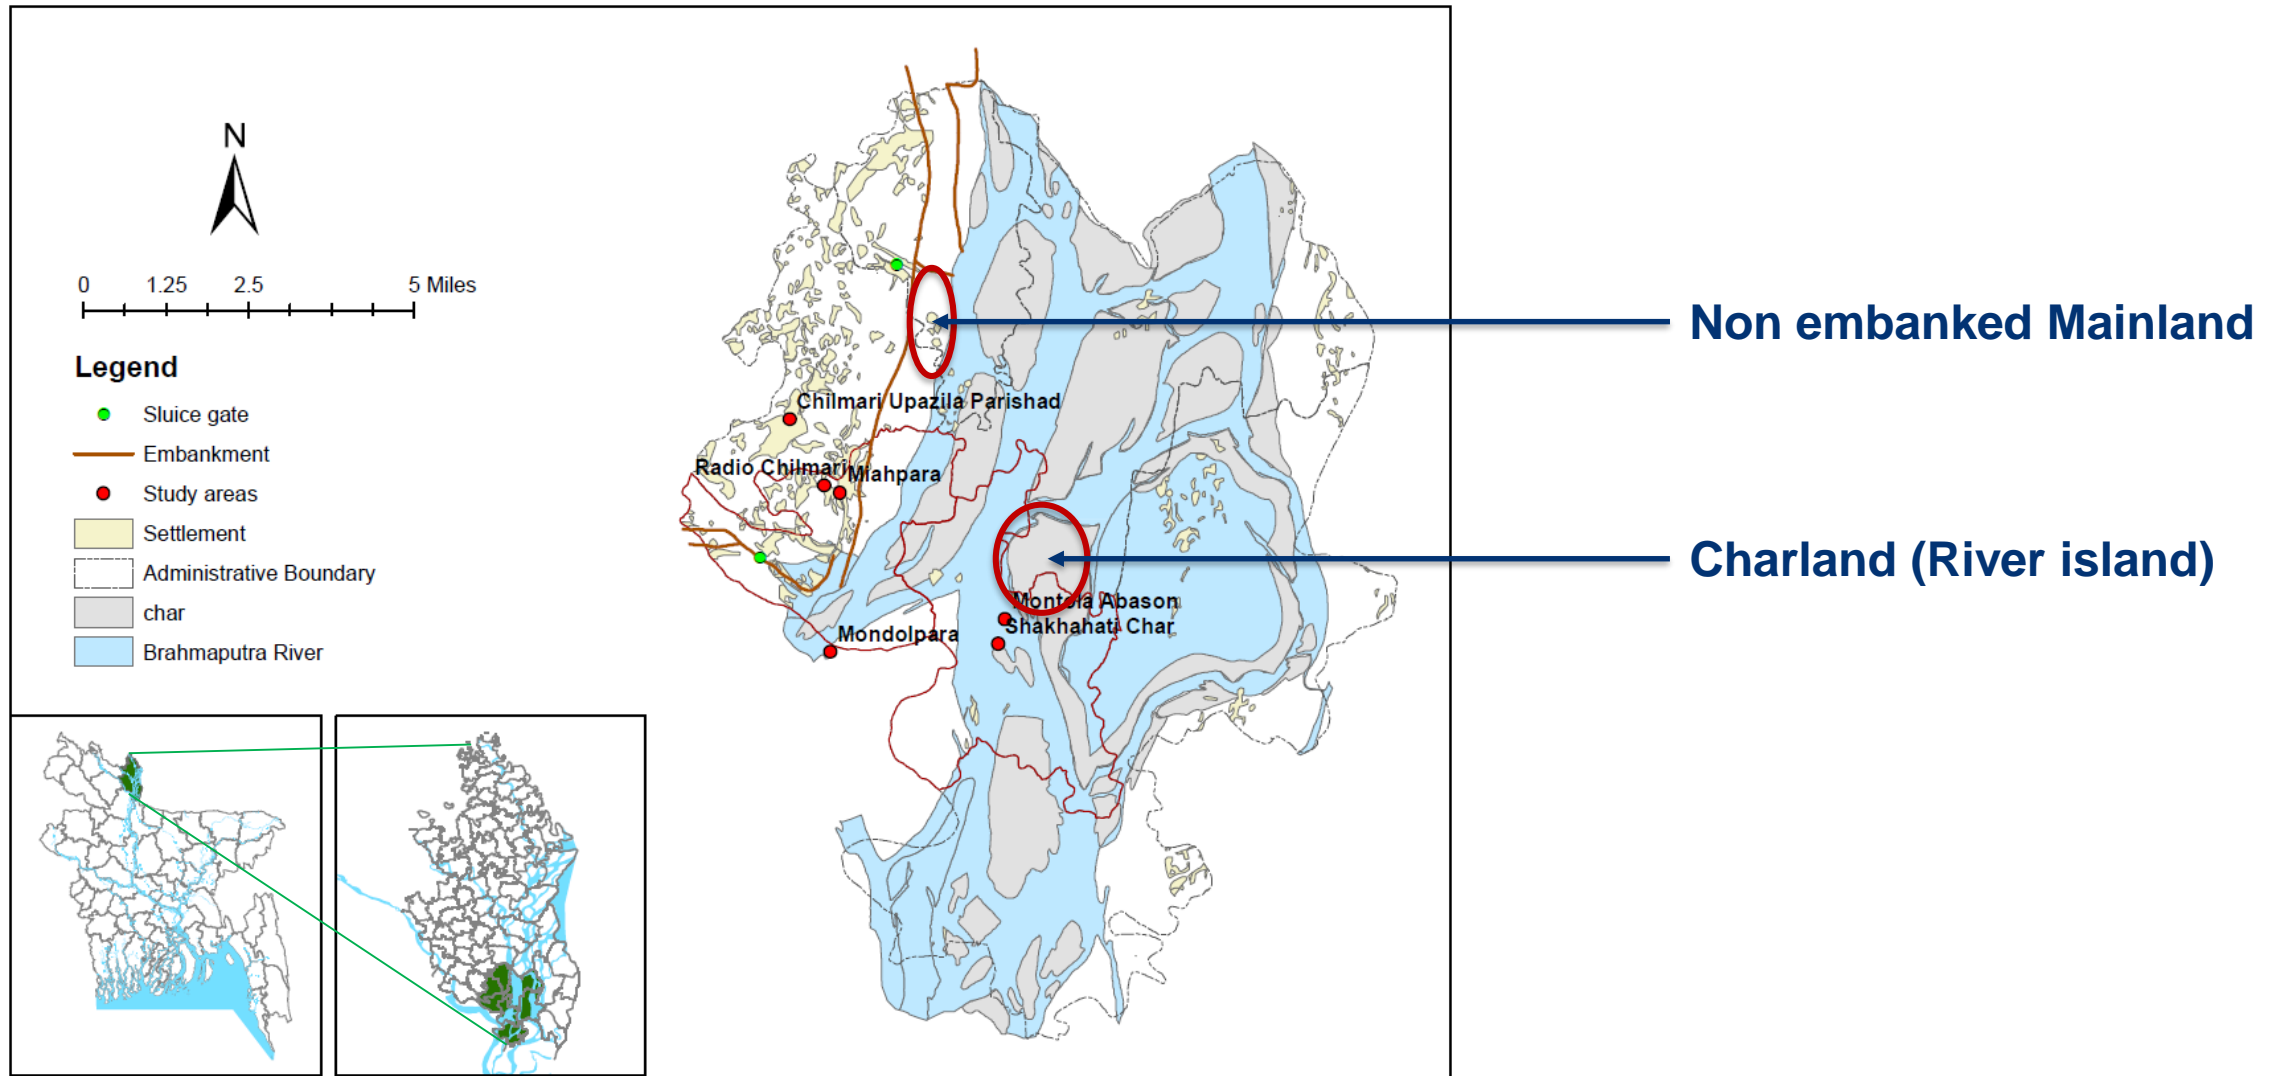 N
0 1.25 2.5 5 Miles
Legend
Sluice gate
Embankment
Study areas
Settlement
Administrative Boundary
char
Brahmaputra River
Chilmari Upazila Parishad
Radio Chilmari
Miahpara
Montola Abason
Shakhahati Char
Mondolpara
Non embanked Mainland
Charland (River island)